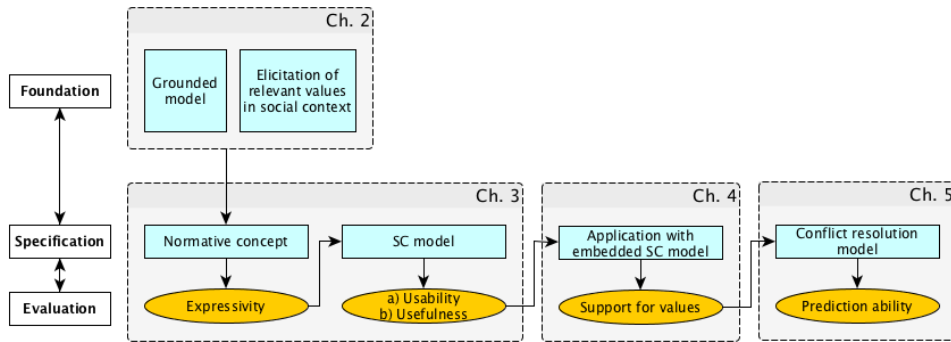 Ch. 2
Grounded
model
Elicitation of
relevant values
in social context
Foundation
Ch. 3
Ch. 4
Ch. 5
Specification
Normative concept
SC model
Application with
embedded SC model
Conflict resolution
model
Evaluation
Expressivity
a) Usability
b) Usefulness
Support for values
Prediction ability